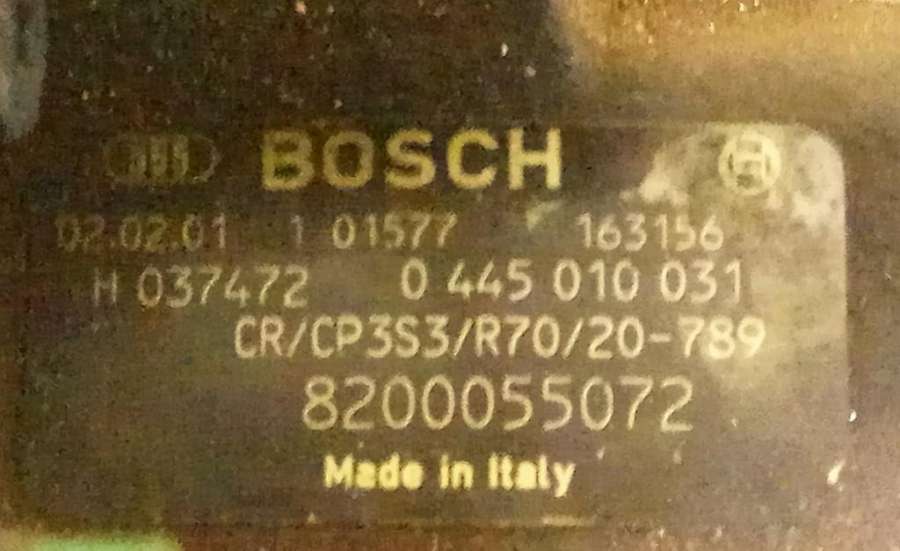 BOSCH
02.02.01 1 01577 163156
H 037472 0 445 010 031
CR/CP3S3/R70/20-789
8200055072
Made in Italy